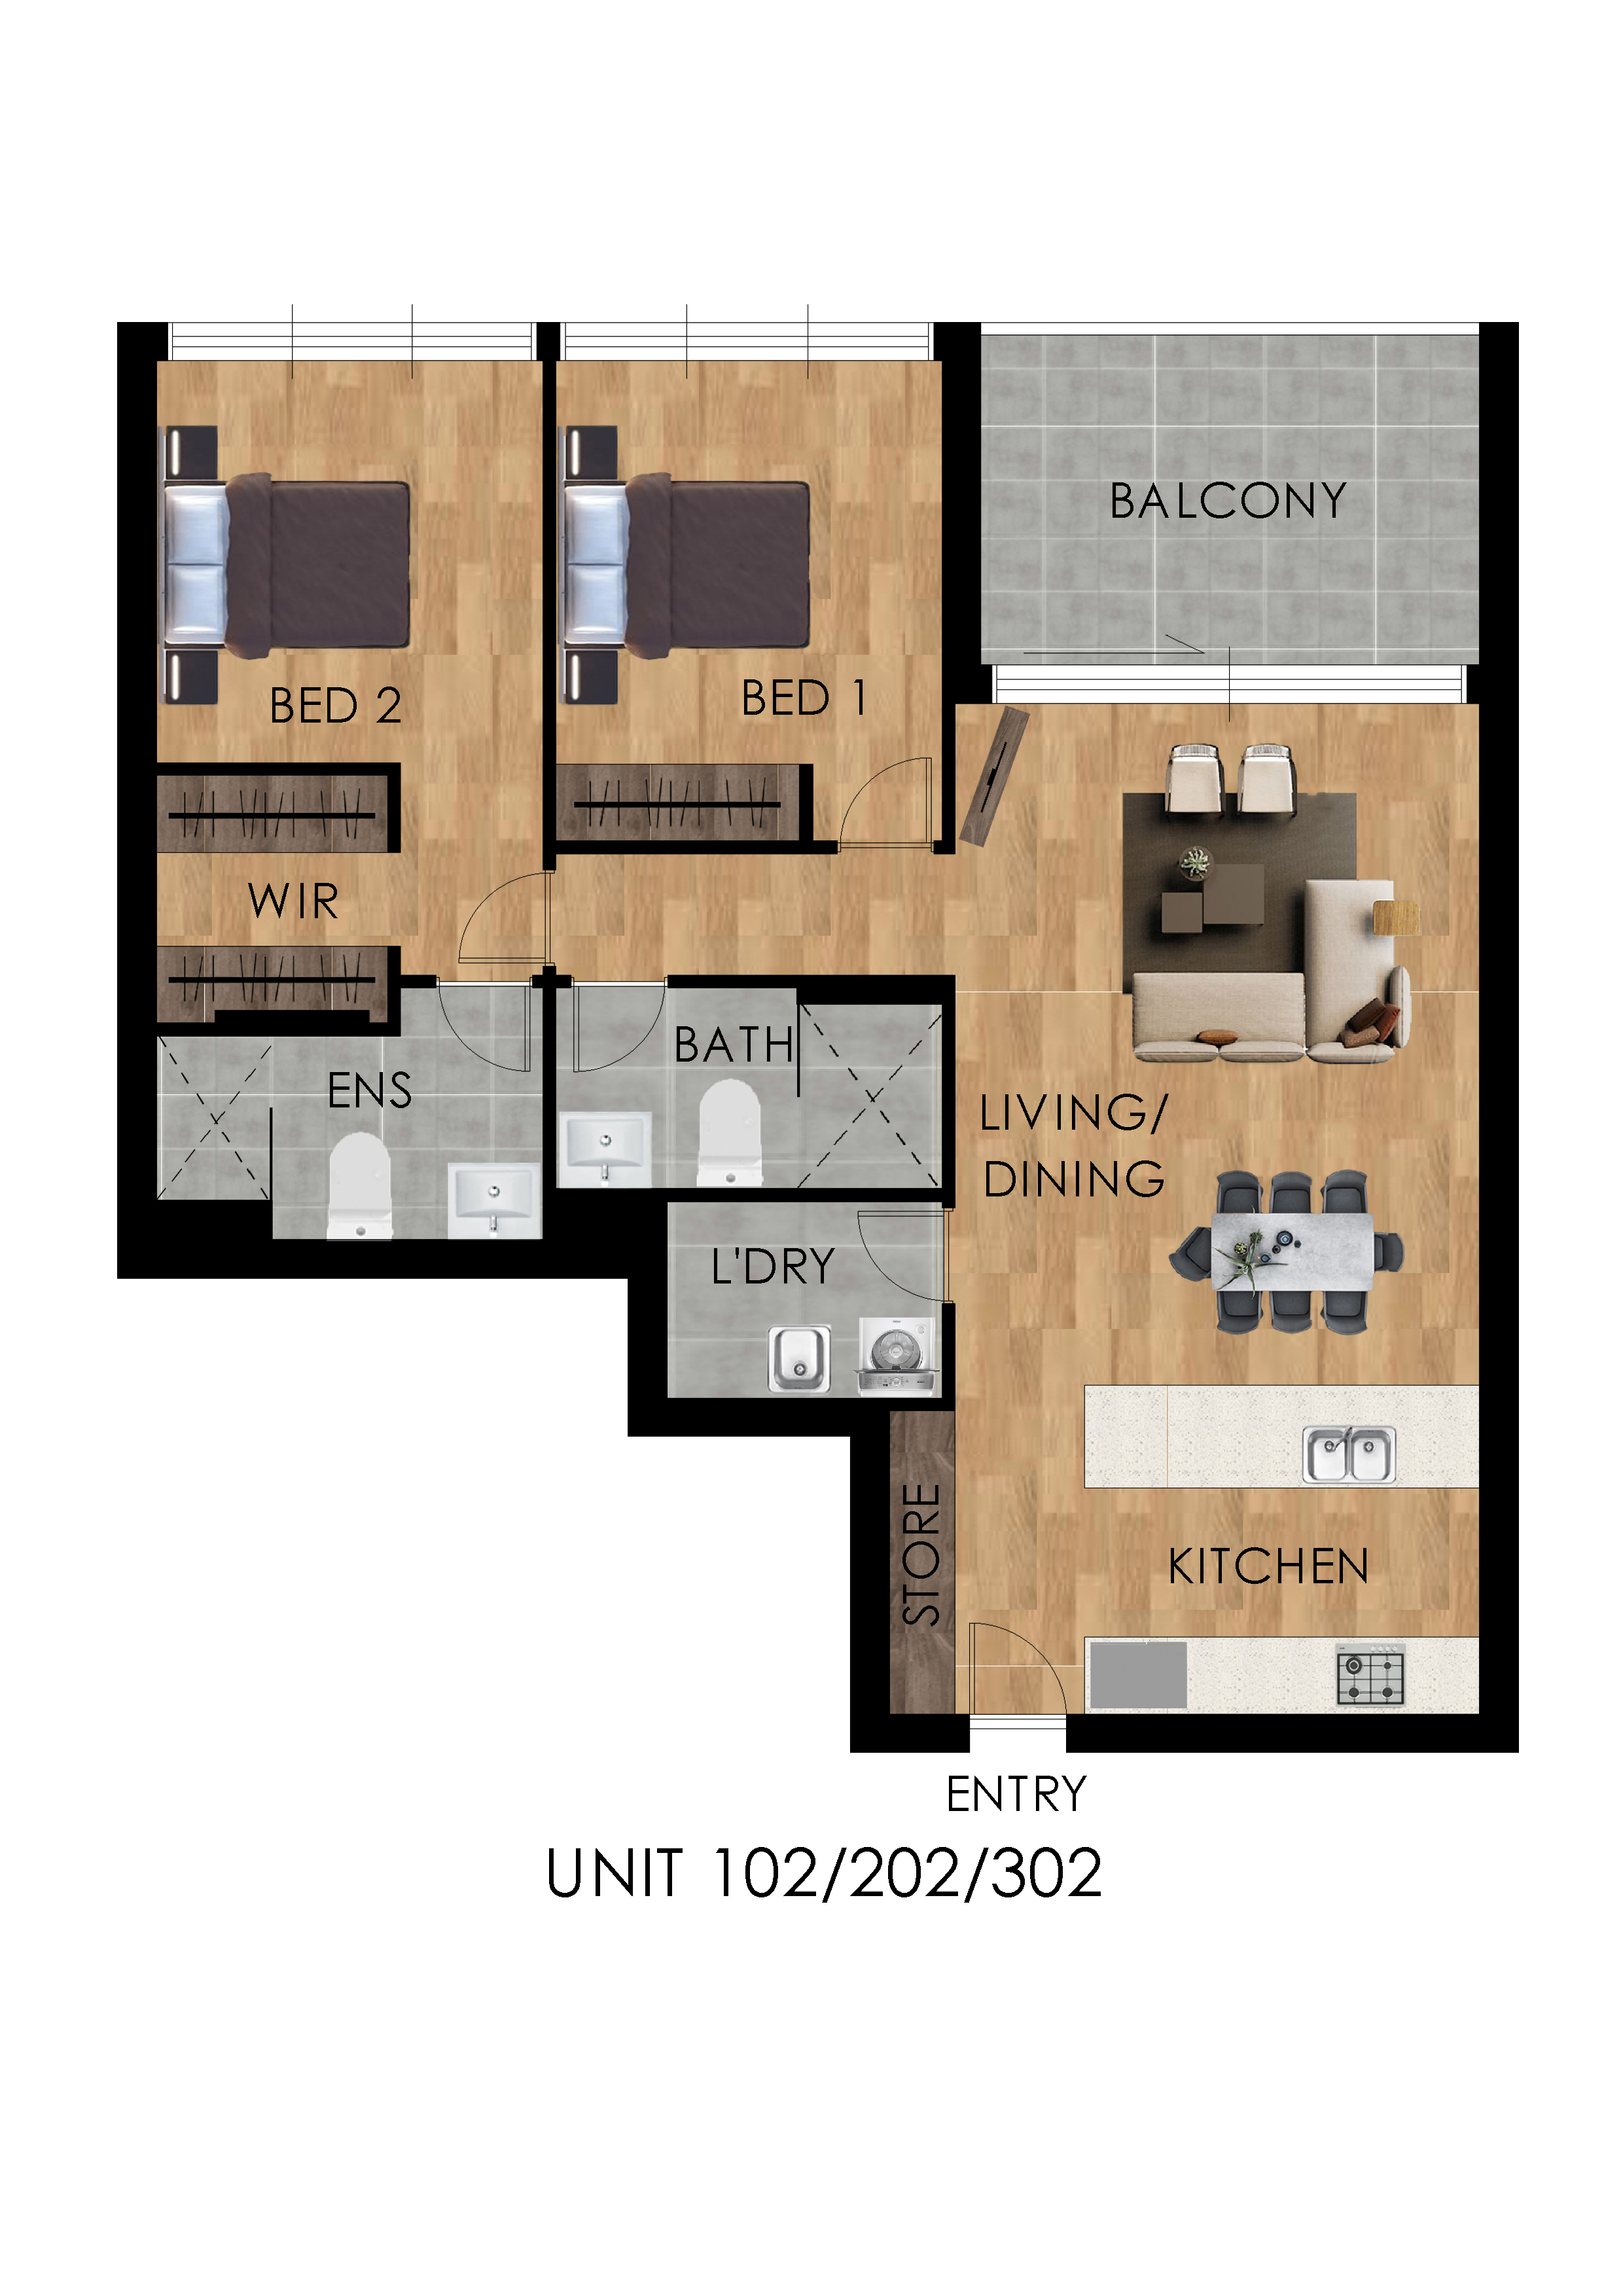 BALCONY
BED 2
BED 1
WIR
BATH
ENS
LIVING/
DINING
L'DRY
STORE
KITCHEN
ENTRY
UNIT 102/202/302